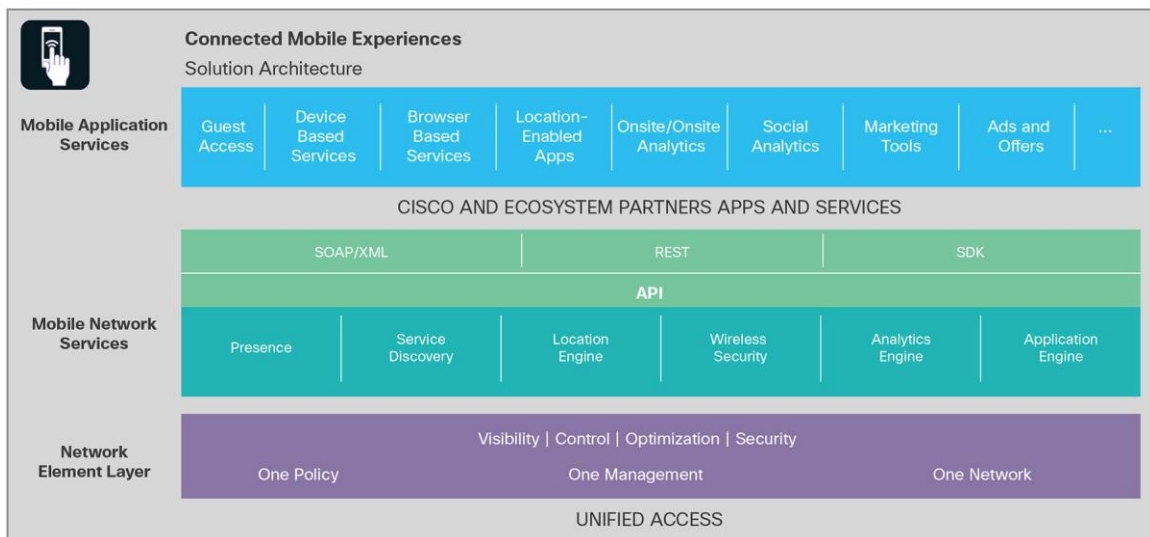 Connected Mobile Experiences
Solution Architecture
Mobile Application
Services
Guest
Access
Device
Based
Services
Browser
Based
Services
Location-
Enabled
Apps
Onsite/Onsite
Analytics
Social
Analytics
Marketing
Tools
Ads and
Offers
...
CISCO AND ECOSYSTEM PARTNERS APPS AND SERVICES
Mobile Network
Services
SOAP/XML
REST
SDK
API
Presence
Service
Discovery
Location
Engine
Wireless
Security
Analytics
Engine
Application
Engine
Network
Element Layer
Visibility | Control | Optimization | Security
One Policy
One Management
One Network
UNIFIED ACCESS